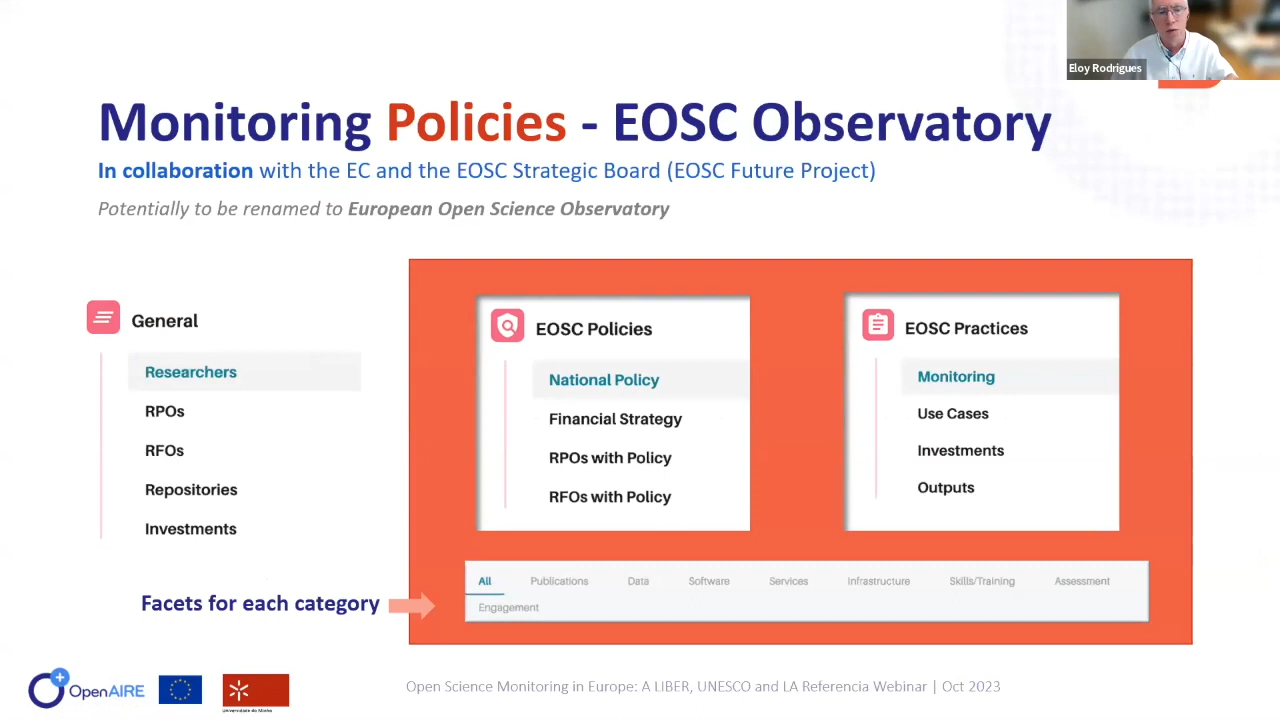 Eloy Rodrigues
Monitoring Policies - EOSC Observatory
In collaboration with the EC and the EOSC Strategic Board (EOSC Future Project)
Potentially to be renamed to European Open Science Observatory
General
Researchers
RPOs
RFOs
Repositories
Investments
EOSC Policies
National Policy
Financial Strategy
RPOs with Policy
RFOs with Policy
EOSC Practices
Monitoring
Use Cases
Investments
Outputs
Facets for each category
All Publications Data Software Services Infrastructure Skills/Training Assessment
Engagement
OpenAIRE
Universidade do Minho
Open Science Monitoring in Europe: A LIBER, UNESCO and LA Referencia Webinar | Oct 2023